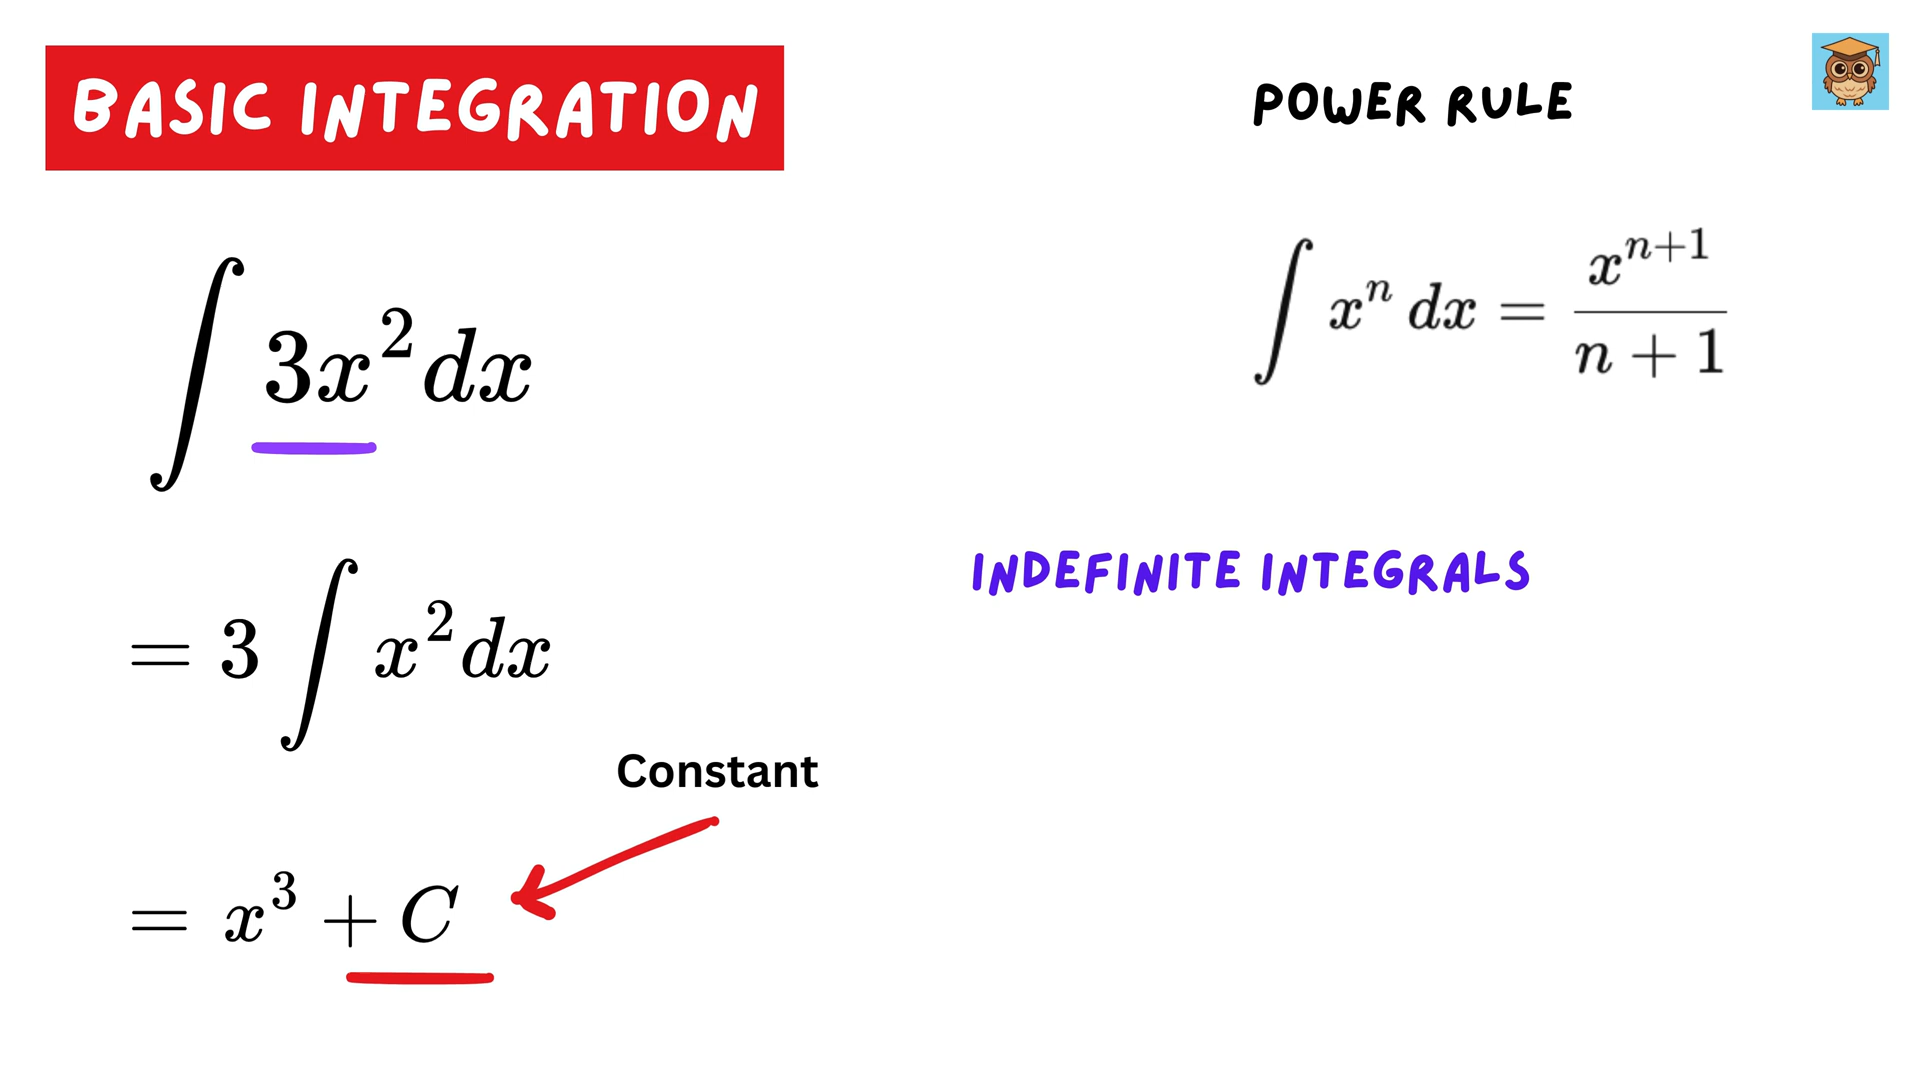 BASIC INTEGRATION
∫ 3x² dx
= 3 ∫ x² dx
Constant
= x³ + C
POWER RULE
∫ xⁿ dx = xⁿ⁺¹ / n + 1
INDEFINITE INTEGRALS